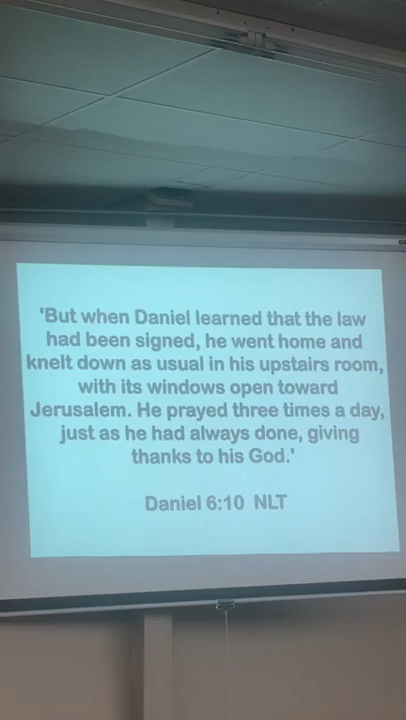 'But when Daniel learned that the law
had been signed, he went home and
knelt down as usual in his upstairs room,
with its windows open toward
Jerusalem. He prayed three times a day,
just as he had always done, giving
thanks to his God.'
Daniel 6:10 NLT